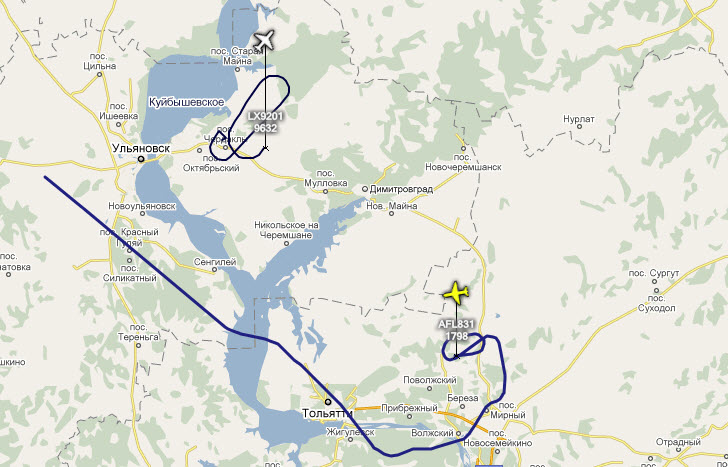 пос. Старая
Майна
пос.
Цильна
Куйбышевское
пос.
Ишеевка
LX9201
9632
пос.
Чердаклы
Нурлат
Ульяновск
пос.
Октябрьский
пос.
Новочеремшанск
пос.
Мулловка
Димитровград
Нов. Майна
Новоульяновск
Никольское на
Черемшане
пос. Красный
Гуляй
пос.
Силикатный
Сенгилей
пос. Сургут
пос.
Суходол
AFL831
1798
пос.
Тереньга
Поволжский
Береза
пос.
Мирный
Тольятти
Прибрежный
Жигулевск
Волжский
Новосемейкино
пос.
Отрадный